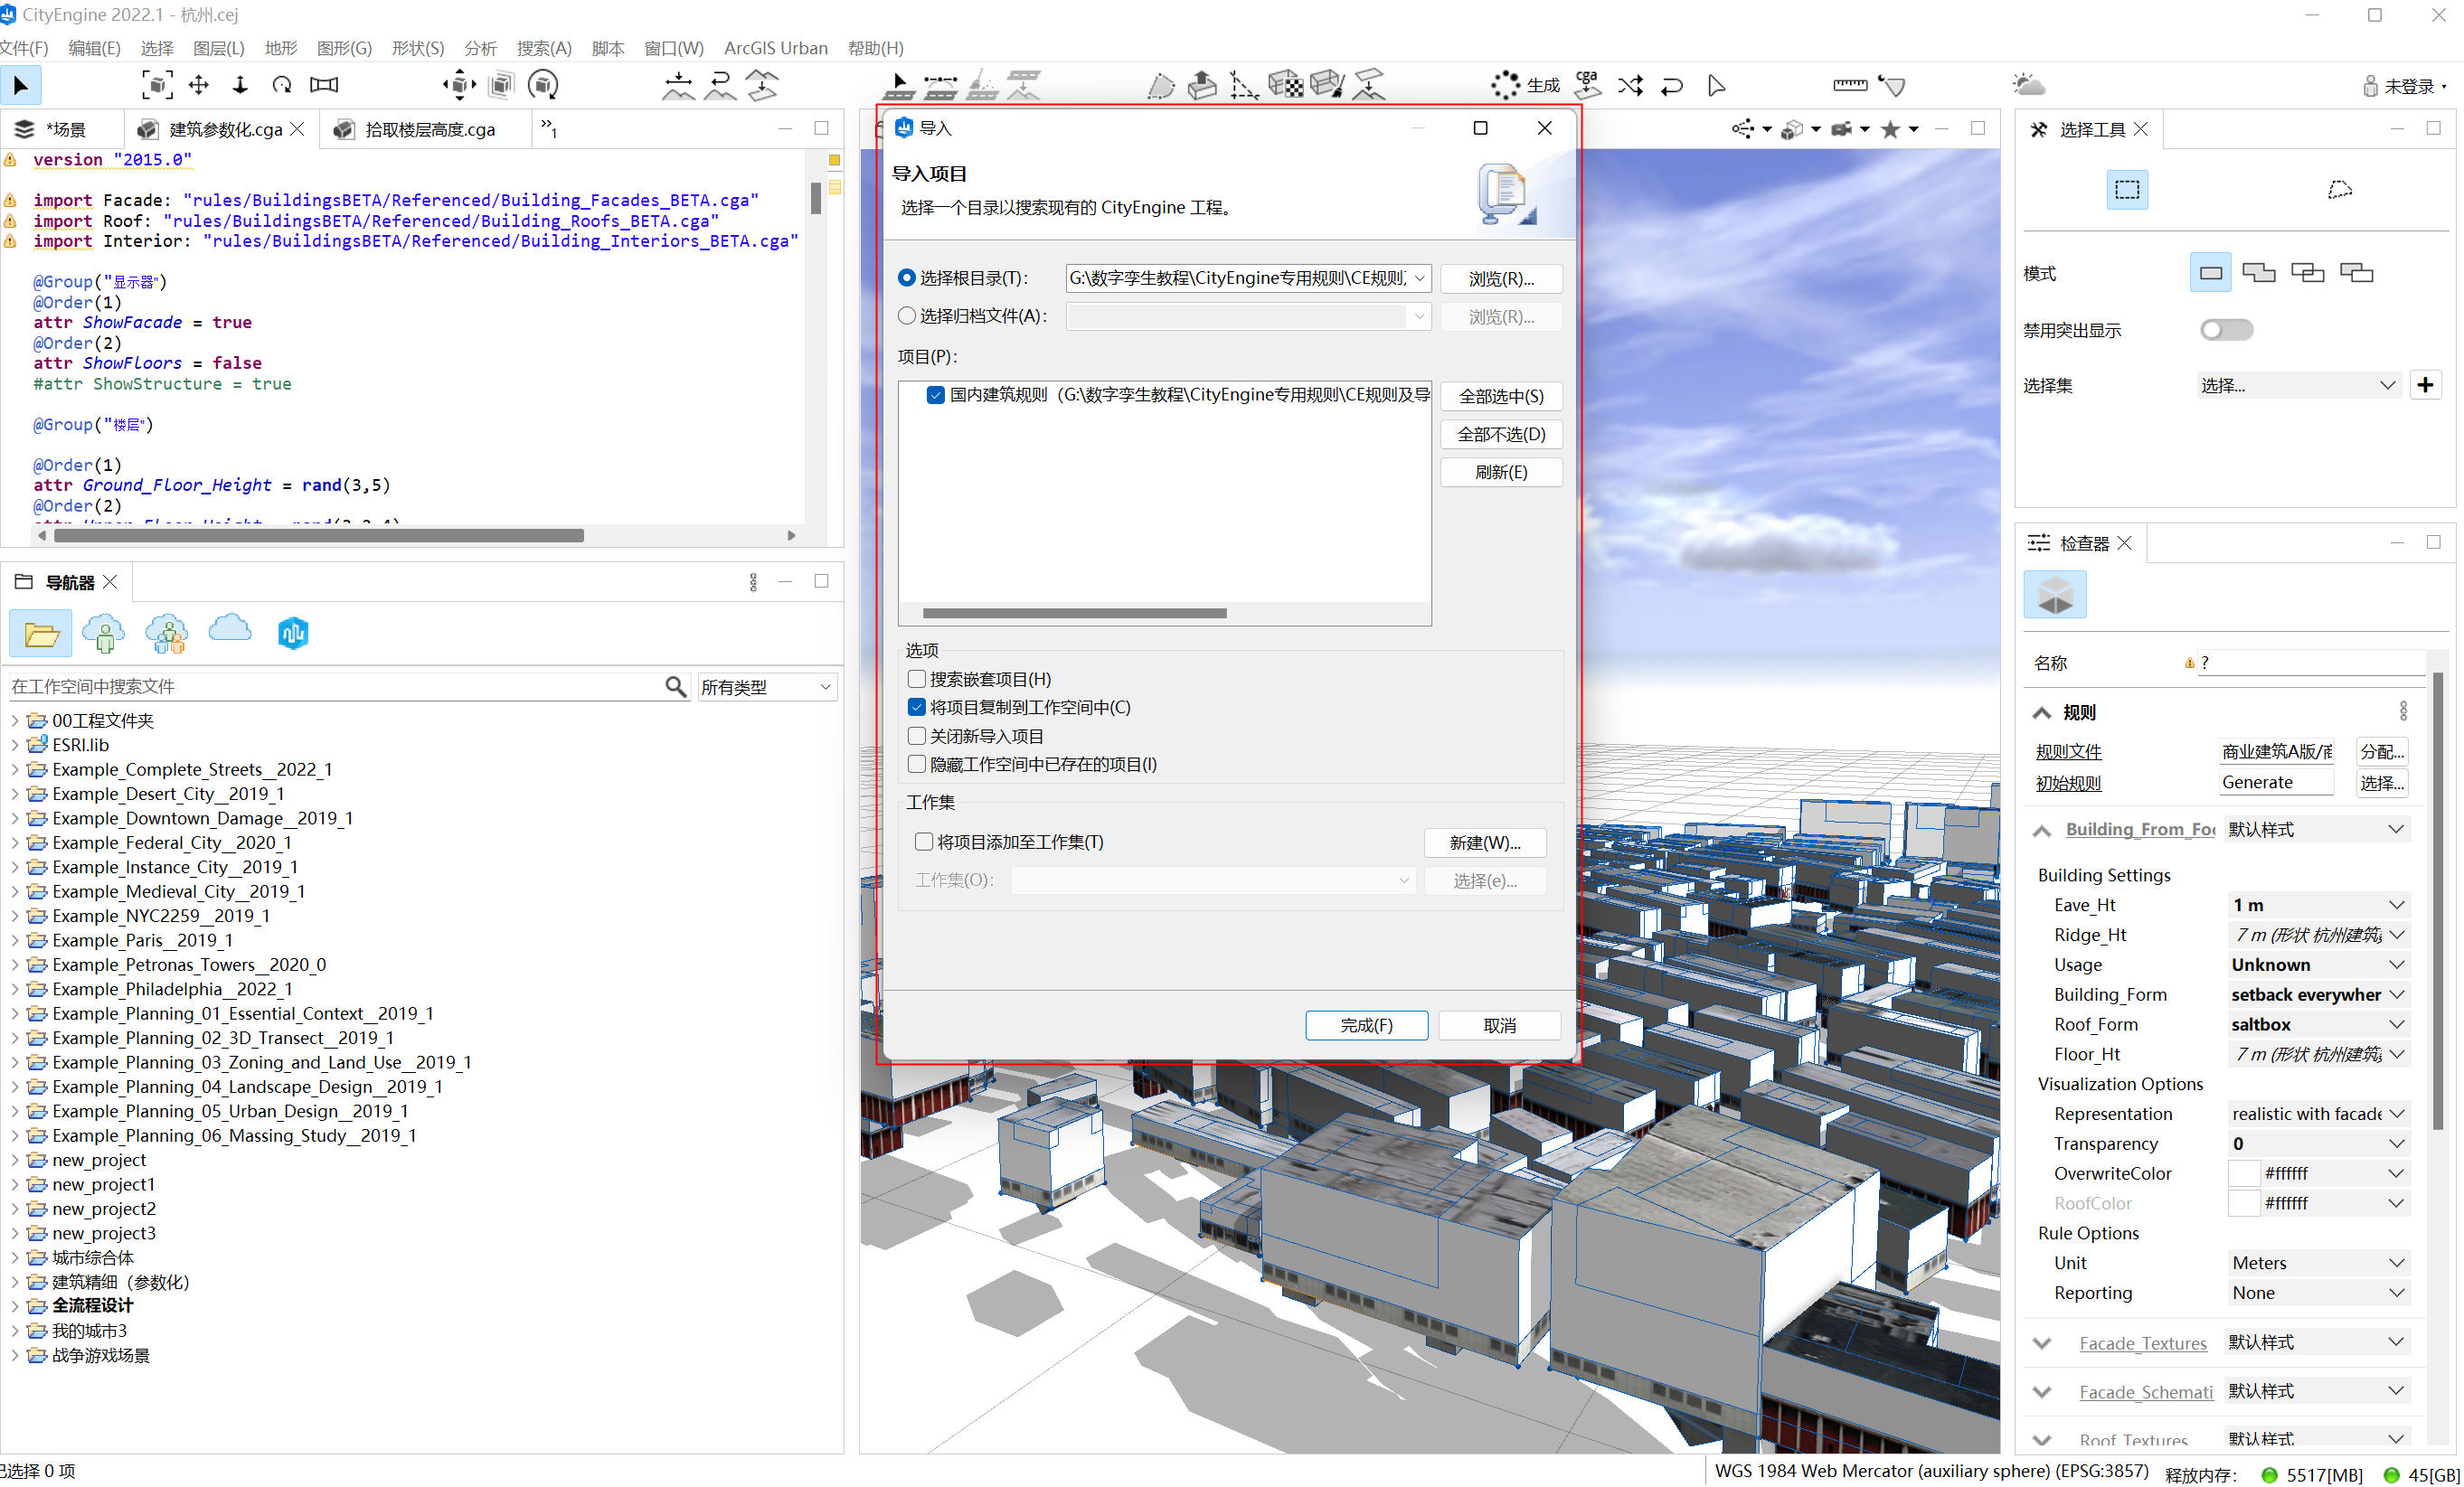 CityEngine 2022.1 - 杭州.cej
文件(F) 编辑(E) 选择 图层(L) 地形 图形(G) 形状(S) 分析 搜索(A) 脚本 窗口(W) ArcGIS Urban 帮助(H)
生成 cga 未登录
*场景 建筑参数化.cga 拾取楼层高度.cga »1
version "2015.0"
import Facade: "rules/BuildingsBETA/Referenced/Building_Facades_BETA.cga"
import Roof: "rules/BuildingsBETA/Referenced/Building_Roofs_BETA.cga"
import Interior: "rules/BuildingsBETA/Referenced/Building_Interiors_BETA.cga"
@Group("显示器")
@Order(1)
attr ShowFacade = true
@Order(2)
attr ShowFloors = false
#attr ShowStructure = true
@Group("楼层")
@Order(1)
attr Ground_Floor_Height = rand(3,5)
@Order(2)
导航器
在工作空间中搜索文件 所有类型
00工程文件夹
ESRI.lib
Example_Complete_Streets__2022_1
Example_Desert_City__2019_1
Example_Downtown_Damage__2019_1
Example_Federal_City__2020_1
Example_Instance_City__2019_1
Example_Medieval_City__2019_1
Example_NYC2259__2019_1
Example_Paris__2019_1
Example_Petronas_Towers__2020_0
Example_Philadelphia__2022_1
Example_Planning_01_Essential_Context__2019_1
Example_Planning_02_3D_Transect__2019_1
Example_Planning_03_Zoning_and_Land_Use__2019_1
Example_Planning_04_Landscape_Design__2019_1
Example_Planning_05_Urban_Design__2019_1
Example_Planning_06_Massing_Study__2019_1
new_project
new_project1
new_project2
new_project3
城市综合体
建筑精细（参数化）
全流程设计
我的城市3
战争游戏场景
导入
导入项目
选择一个目录以搜索现有的 CityEngine 工程。
选择根目录(T)： G:\数字孪生教程\CityEngine专用规则\CE规则及 浏览(R)...
选择归档文件(A)： 浏览(R)...
项目(P)：
国内建筑规则（G:\数字孪生教程\CityEngine专用规则\CE规则及导
全部选中(S)
全部不选(D)
刷新(E)
选项
搜索嵌套项目(H)
将项目复制到工作空间中(C)
关闭新导入项目
隐藏工作空间中已存在的项目(I)
工作集
将项目添加至工作集(T) 新建(W)...
工作集(O)： 选择(e)...
完成(F) 取消
选择工具
模式
禁用突出显示
选择集 选择...
检查器
名称 ?
规则
规则文件 商业建筑A版/商 分配...
初始规则 Generate 选择...
Building_From_Foo 默认样式
Building Settings
Eave_Ht 1 m
Ridge_Ht 7 m (形状 杭州建筑
Usage Unknown
Building_Form setback everywher
Roof_Form saltbox
Floor_Ht 7 m (形状 杭州建筑
Visualization Options
Representation realistic with facade
Transparency 0
OverwriteColor #ffffff
RoofColor #ffffff
Rule Options
Unit Meters
Reporting None
Facade_Textures 默认样式
Facade_Schemati 默认样式
Roof_Textures 默认样式
已选择 0 项 WGS 1984 Web Mercator (auxiliary sphere) (EPSG:3857) 释放内存： 5517[MB] 45[GB]